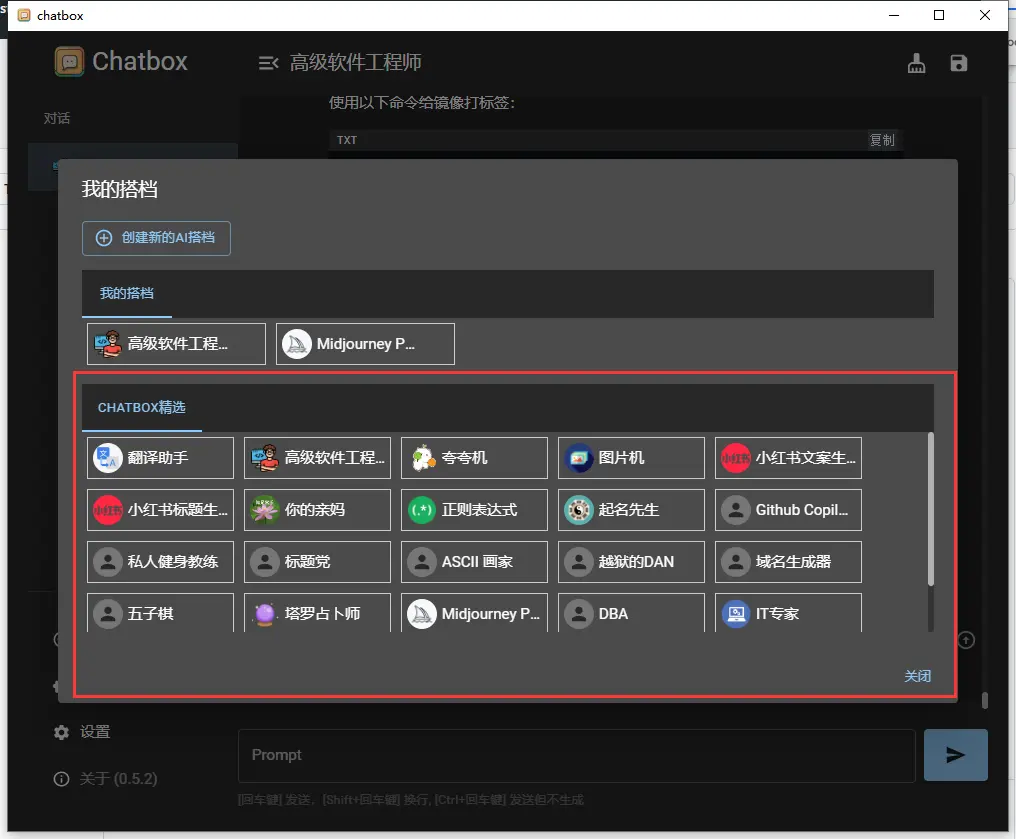 chatbox
Chatbox
高级软件工程师
对话
使用以下命令给镜像打标签：
TXT
复制
我的搭档
创建新的AI搭档
我的搭档
高级软件工程...
Midjourney P...
CHATBOX精选
翻译助手
高级软件工程...
夸夸机
图片机
小红书文案生...
小红书标题生...
你的亲妈
正则表达式
起名先生
Github Copil...
私人健身教练
标题党
ASCII 画家
越狱的DAN
域名生成器
五子棋
塔罗占卜师
Midjourney P...
DBA
IT专家
关闭
设置
Prompt
关于 (0.5.2)
[回车键] 发送，[Shift+回车键] 换行, [Ctrl+回车键] 发送但不生成